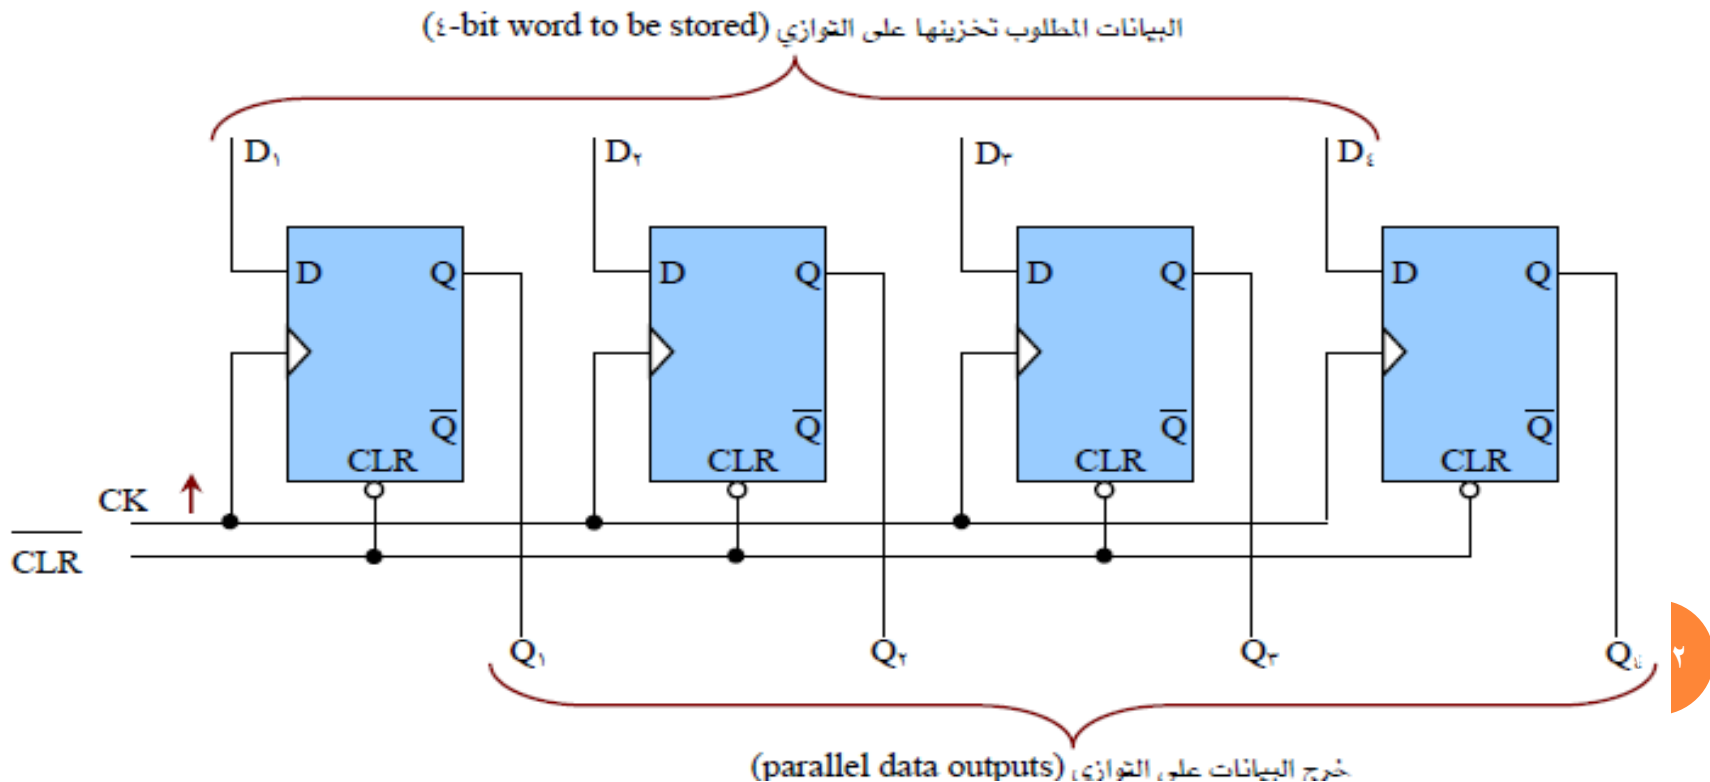 البيانات المطلوب تخزينها على التوازي (٤-bit word to be stored)
D١ D٢ D٣ D٤
D Q D Q D Q D Q
Q̅ Q̅ Q̅ Q̅
CLR CLR CLR CLR
CK
C̅L̅R̅
Q١ Q٢ Q٣ Q٤
٢
خرج البيانات على التوازي (parallel data outputs)